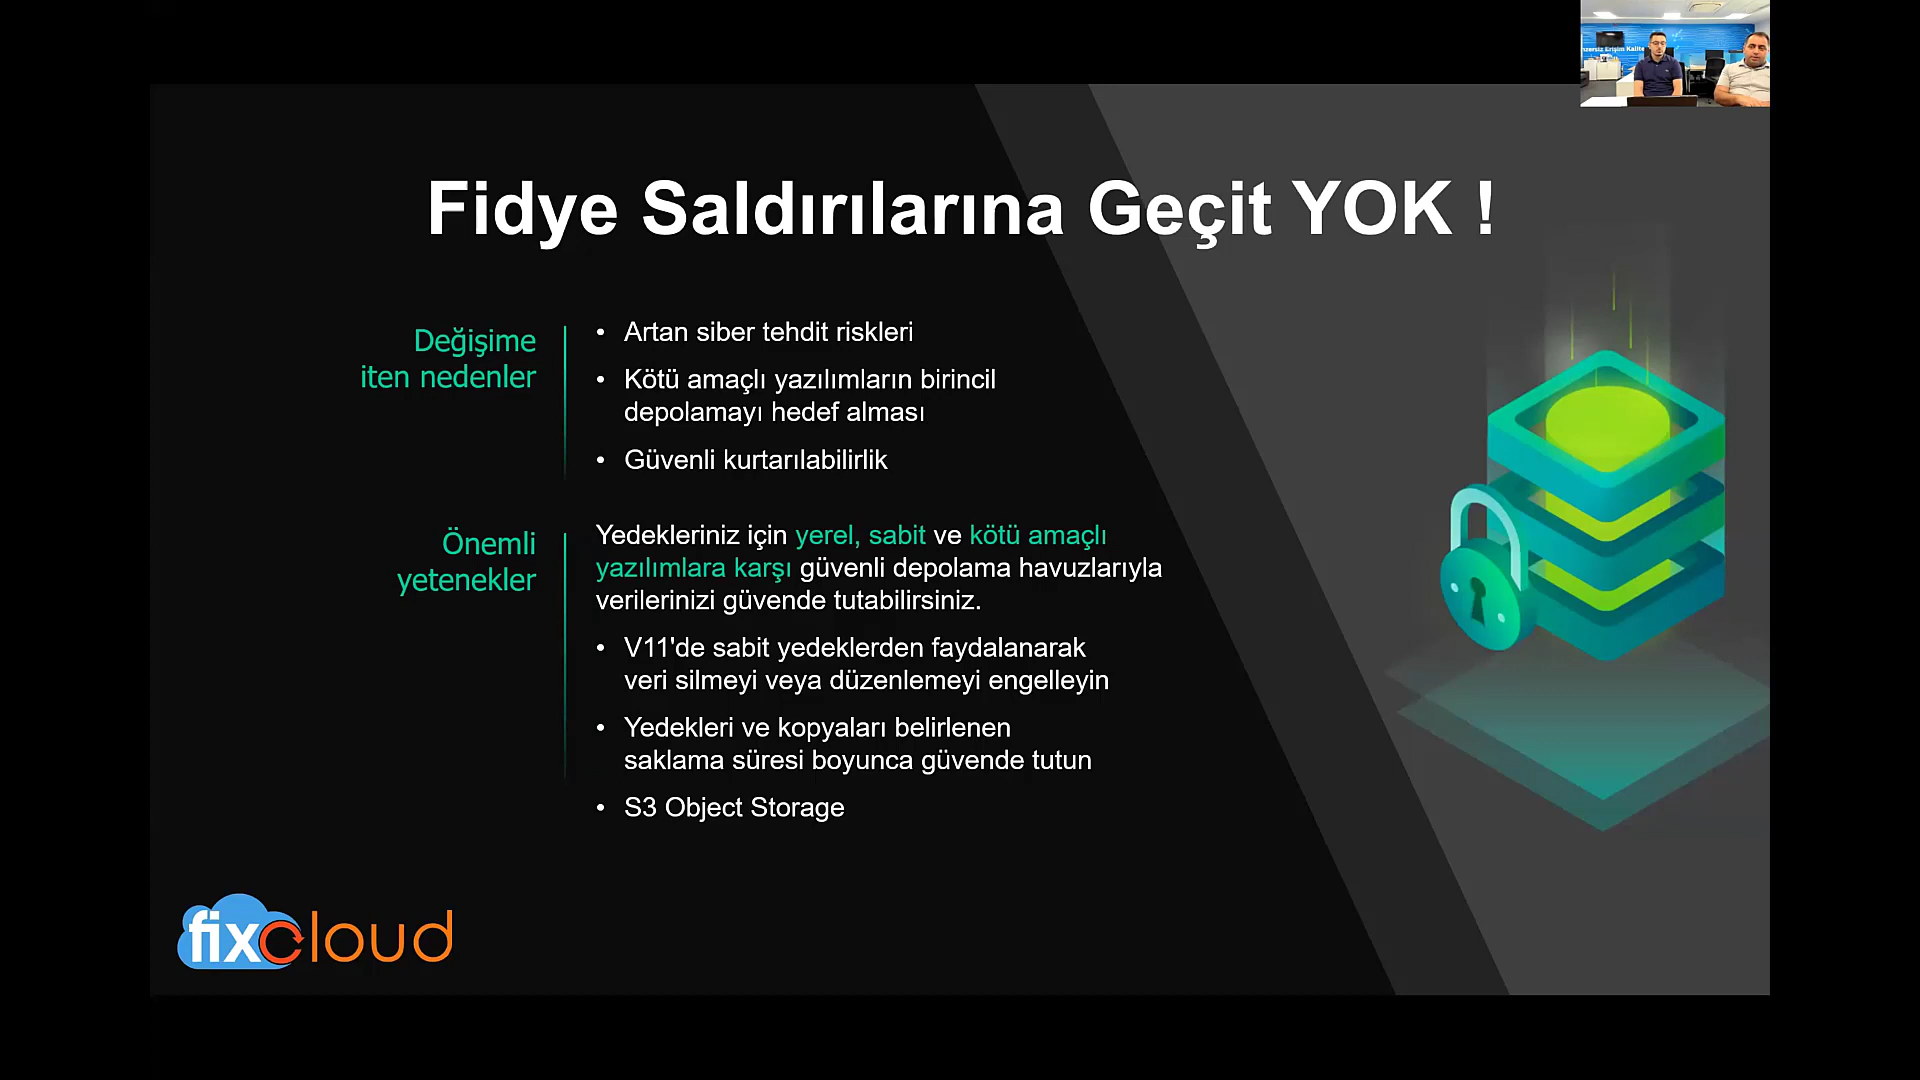 nzersiz Erişim Kalite
Fidye Saldırılarına Geçit YOK !
Değişime
iten nedenler
• Artan siber tehdit riskleri
• Kötü amaçlı yazılımların birincil
depolamayı hedef alması
• Güvenli kurtarılabilirlik
Önemli
yetenekler
Yedekleriniz için yerel, sabit ve kötü amaçlı
yazılımlara karşı güvenli depolama havuzlarıyla
verilerinizi güvende tutabilirsiniz.
• V11'de sabit yedeklerden faydalanarak
veri silmeyi veya düzenlemeyi engelleyin
• Yedekleri ve kopyaları belirlenen
saklama süresi boyunca güvende tutun
• S3 Object Storage
fixcloud